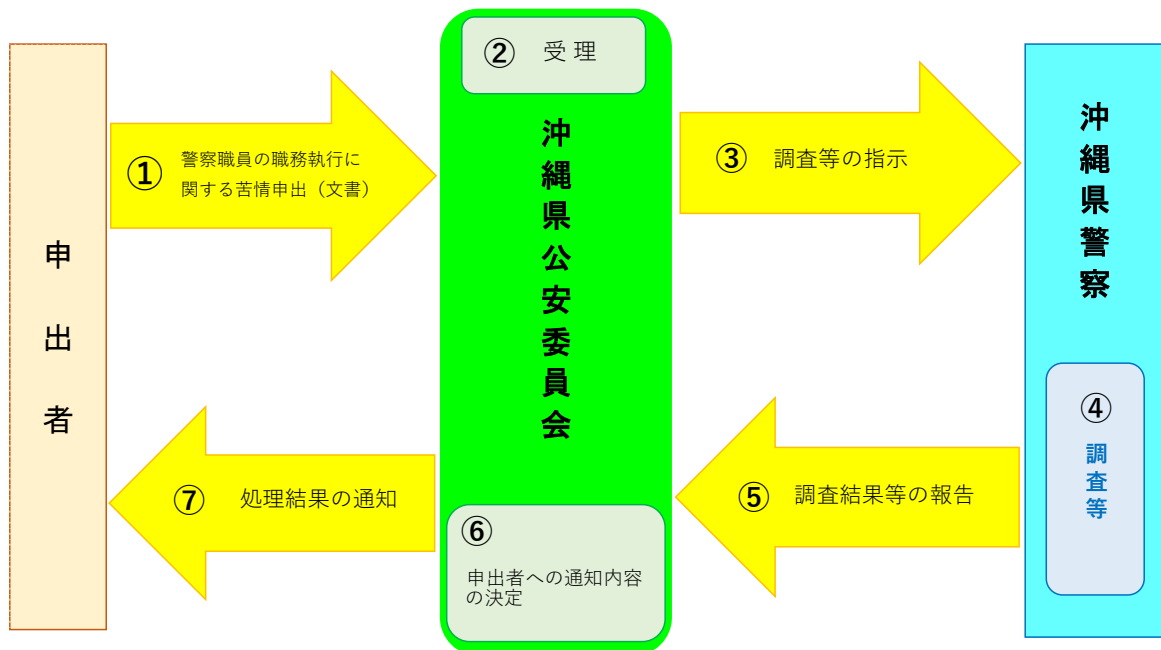 申出者
①
警察職員の職務執行に
関する苦情申出（文書）
② 受 理
沖縄県公安委員会
③ 調査等の指示
沖縄県警察
④
調査等
⑤ 調査結果等の報告
⑥
申出者への通知内容
の決定
⑦ 処理結果の通知